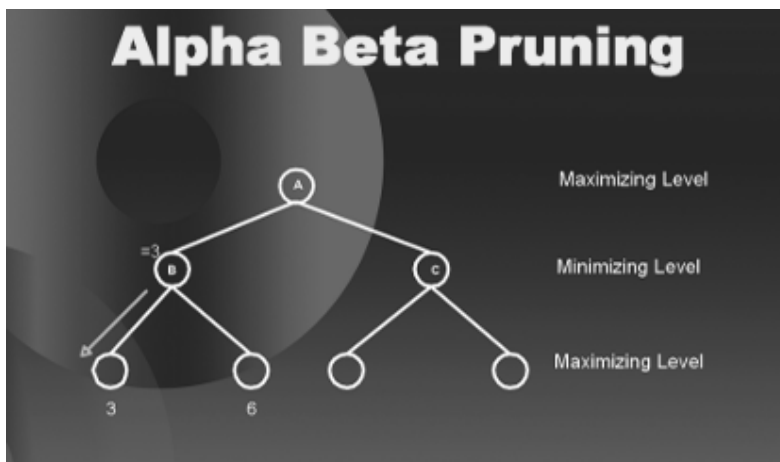 Alpha Beta Pruning
A
Maximizing Level
=3
B
C
Minimizing Level
Maximizing Level
3
6